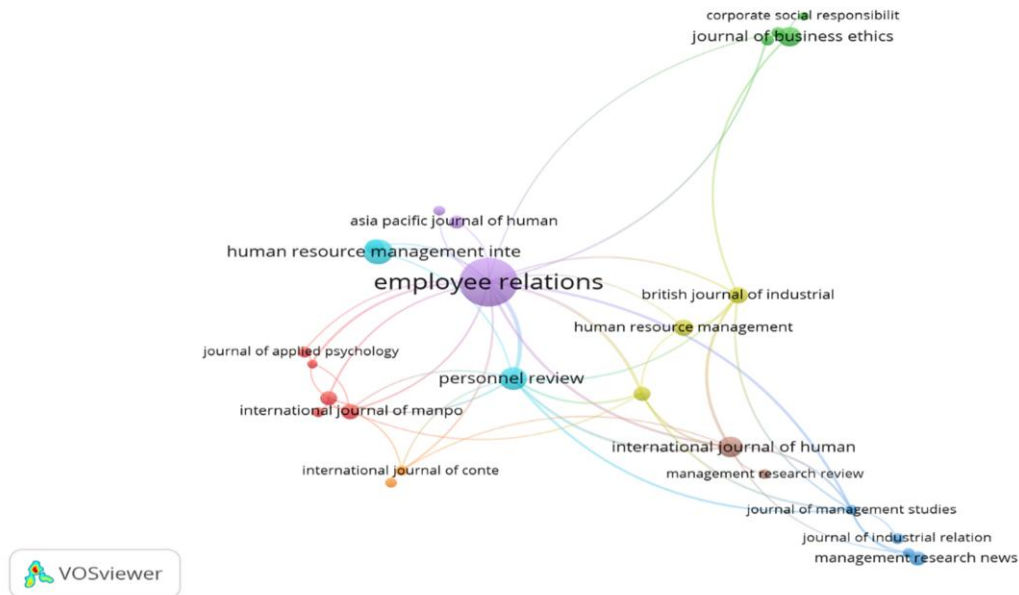 corporate social responsibilit
journal of business ethics
asia pacific journal of human
human resource management inte
employee relations
british journal of industrial
human resource management
journal of applied psychology
personnel review
international journal of manpo
international journal of human
international journal of conte
management research review
journal of management studies
journal of industrial relation
management research news
VOSviewer